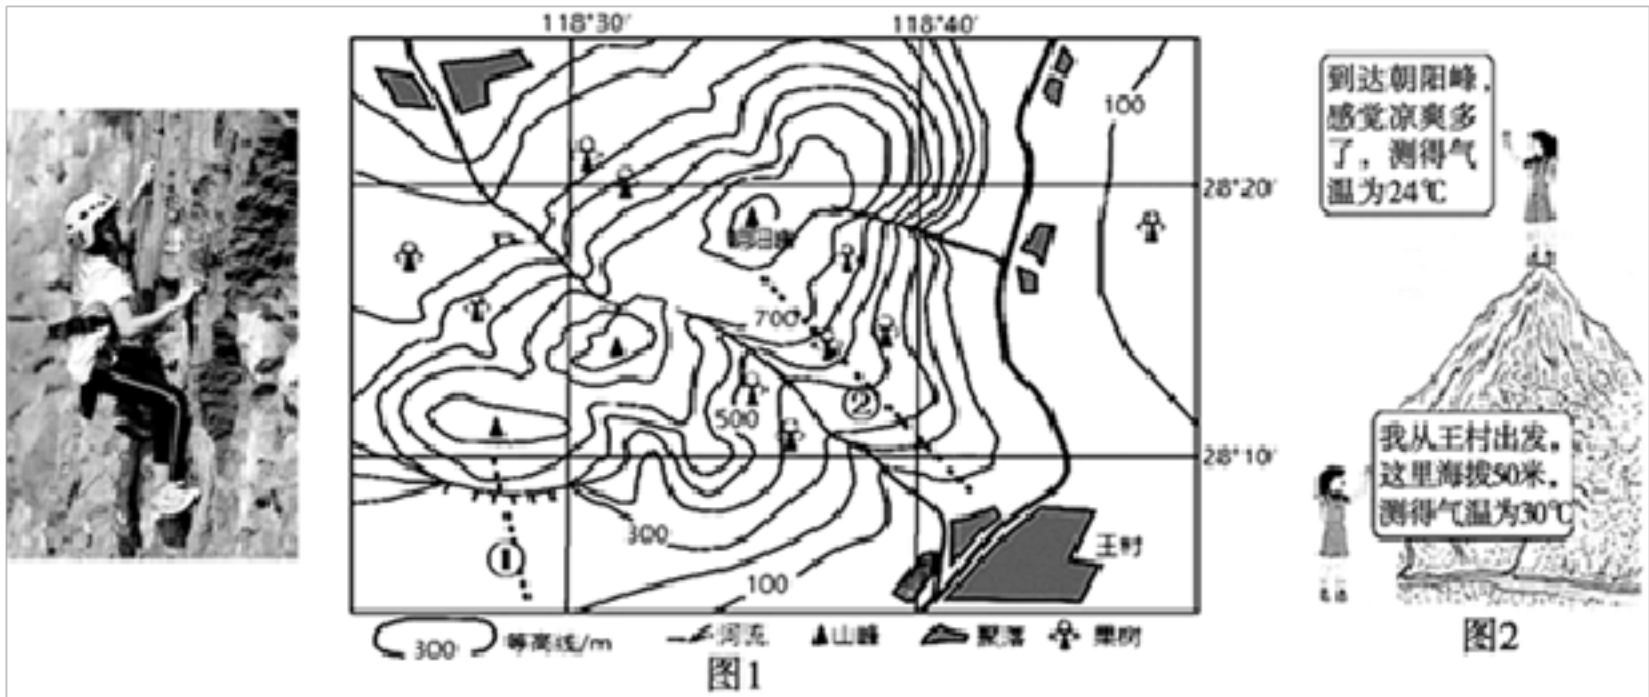 118°30′
118°40′
100
28°20′
朝阳峰
700
500
②
28°10′
300
①
100
王村
300
等高线/m
河流
山峰
聚落
果树
图1
到达朝阳峰，
感觉凉爽多
了，测得气
温为24℃
我从王村出发，
这里海拨50米，
测得气温为30℃
图2